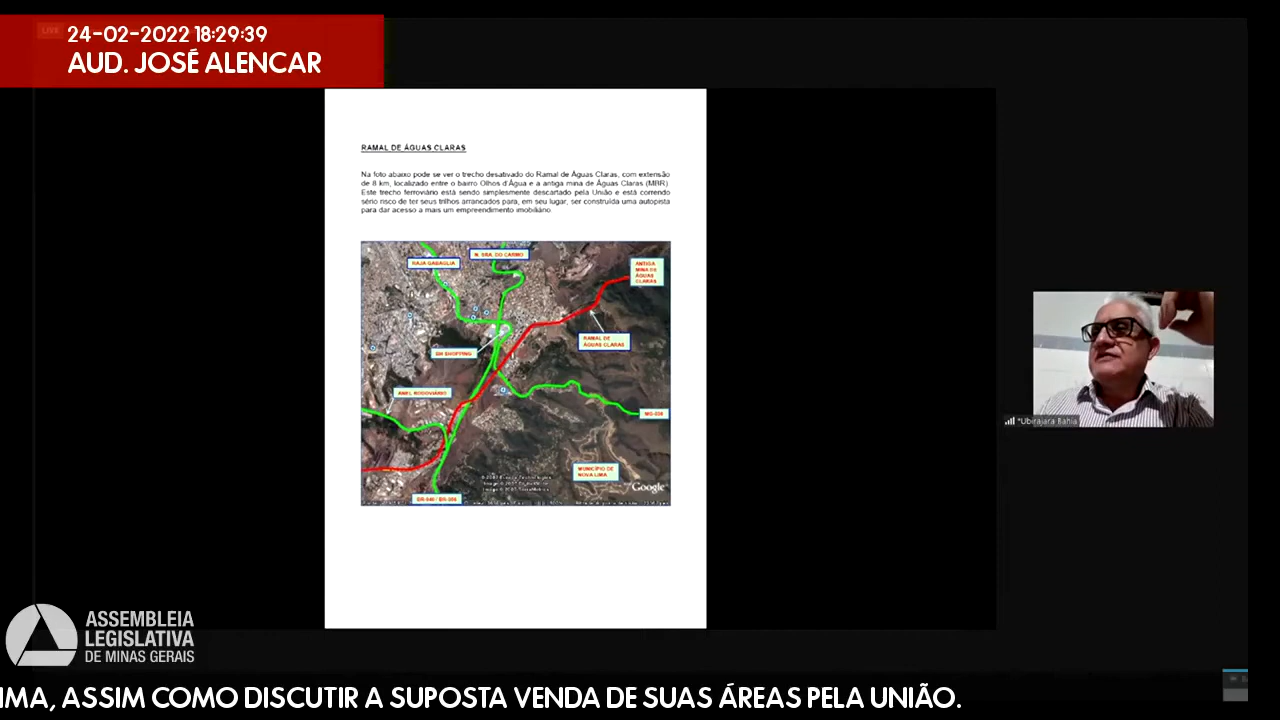 LIVE
24-02-2022 18:29:39
AUD. JOSÉ ALENCAR
RAMAL DE ÁGUAS CLARAS
Na foto abaixo pode se ver o trecho desativado do Ramal de Águas Claras, com extensão
de 8 km, localizado entre o bairro Olhos d'Água e a antiga mina de Águas Claras (MBR).
Este trecho ferroviário está sendo simplesmente descartado pela União e está correndo
sério risco de ter seus trilhos arrancados para, em seu lugar, ser construída uma autopista
para dar acesso a mais um empreendimento imobiliário.
RAJA GABAGLIA
N. SRA. DO CARMO
ANTIGA
MINA DE
ÁGUAS
CLARAS
RAMAL DE
ÁGUAS CLARAS
BH SHOPPING
ANEL RODOVIÁRIO
MG-030
MUNICÍPIO DE
NOVA LIMA
Google
*Ubirajara Bahia
ASSEMBLEIA
LEGISLATIVA
DE MINAS GERAIS
IMA, ASSIM COMO DISCUTIR A SUPOSTA VENDA DE SUAS ÁREAS PELA UNIÃO.